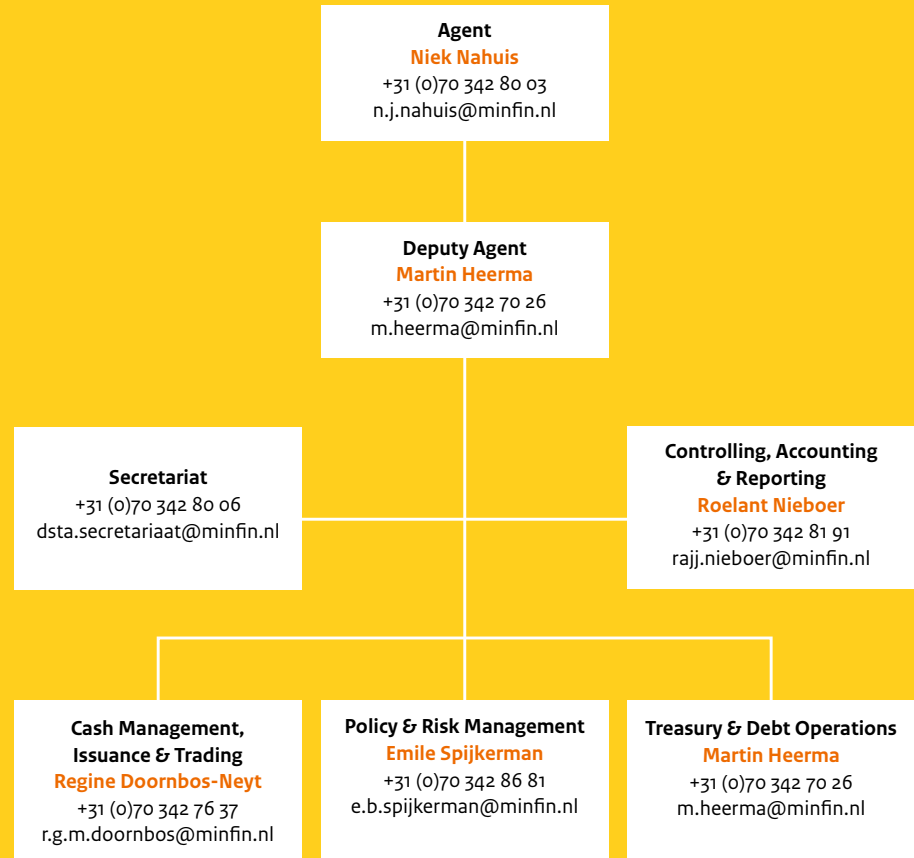 Agent
Niek Nahuis
+31 (0)70 342 80 03
n.j.nahuis@minfin.nl
Deputy Agent
Martin Heerma
+31 (0)70 342 70 26
m.heerma@minfin.nl
Secretariat
+31 (0)70 342 80 06
dsta.secretariaat@minfin.nl
Controlling, Accounting
& Reporting
Roelant Nieboer
+31 (0)70 342 81 91
rajj.nieboer@minfin.nl
Cash Management,
Issuance & Trading
Regine Doornbos-Neyt
+31 (0)70 342 76 37
r.g.m.doornbos@minfin.nl
Policy & Risk Management
Emile Spijkerman
+31 (0)70 342 86 81
e.b.spijkerman@minfin.nl
Treasury & Debt Operations
Martin Heerma
+31 (0)70 342 70 26
m.heerma@minfin.nl